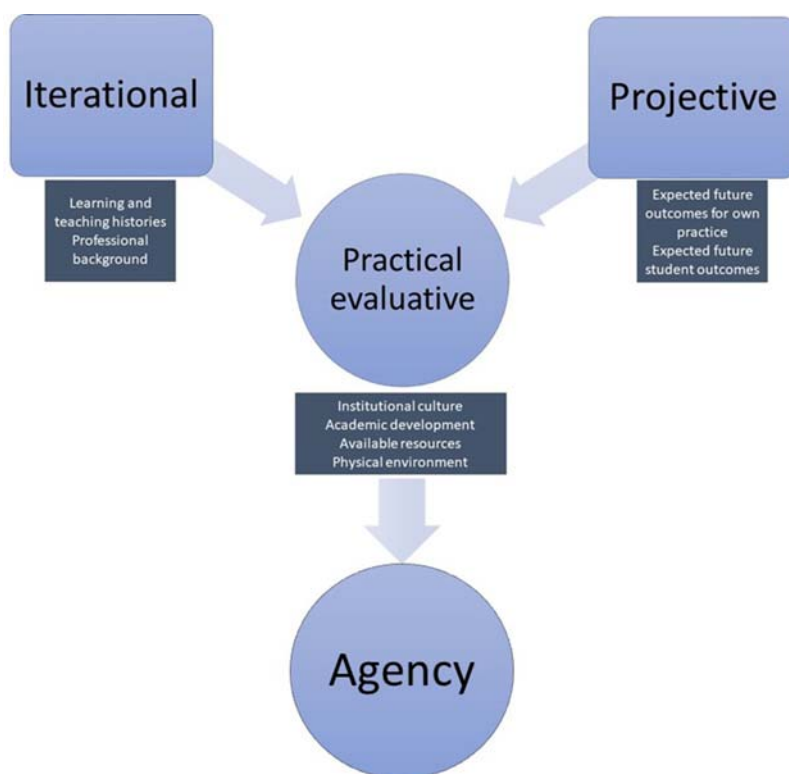 Iterational
Learning and
teaching histories
Professional
background
Projective
Expected future
outcomes for own
practice
Expected future
student outcomes
Practical
evaluative
Institutional culture
Academic development
Available resources
Physical environment
Agency